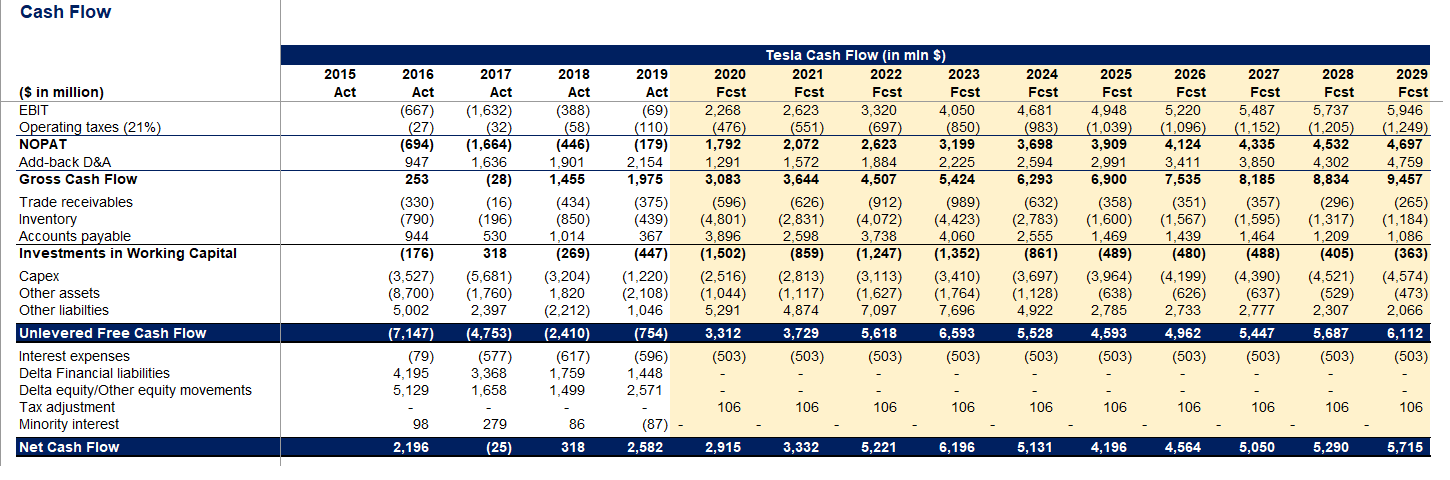 Cash Flow
Tesla Cash Flow (in mln $)
2015 2016 2017 2018 2019 2020 2021 2022 2023 2024 2025 2026 2027 2028 2029
($ in million) Act Act Act Act Act Fcst Fcst Fcst Fcst Fcst Fcst Fcst Fcst Fcst Fcst
EBIT (667) (1,632) (388) (69) 2,268 2,623 3,320 4,050 4,681 4,948 5,220 5,487 5,737 5,946
Operating taxes (21%) (27) (32) (58) (110) (476) (551) (697) (850) (983) (1,039) (1,096) (1,152) (1,205) (1,249)
NOPAT (694) (1,664) (446) (179) 1,792 2,072 2,623 3,199 3,698 3,909 4,124 4,335 4,532 4,697
Add-back D&A 947 1,636 1,901 2,154 1,291 1,572 1,884 2,225 2,594 2,991 3,411 3,850 4,302 4,759
Gross Cash Flow 253 (28) 1,455 1,975 3,083 3,644 4,507 5,424 6,293 6,900 7,535 8,185 8,834 9,457
Trade receivables (330) (16) (434) (375) (596) (626) (912) (989) (632) (358) (351) (357) (296) (265)
Inventory (790) (196) (850) (439) (4,801) (2,831) (4,072) (4,423) (2,783) (1,600) (1,567) (1,595) (1,317) (1,184)
Accounts payable 944 530 1,014 367 3,896 2,598 3,738 4,060 2,555 1,469 1,439 1,464 1,209 1,086
Investments in Working Capital (176) 318 (269) (447) (1,502) (859) (1,247) (1,352) (861) (489) (480) (488) (405) (363)
Capex (3,527) (5,681) (3,204) (1,220) (2,516) (2,813) (3,113) (3,410) (3,697) (3,964) (4,199) (4,390) (4,521) (4,574)
Other assets (8,700) (1,760) 1,820 (2,108) (1,044) (1,117) (1,627) (1,764) (1,128) (638) (626) (637) (529) (473)
Other liabilties 5,002 2,397 (2,212) 1,046 5,291 4,874 7,097 7,696 4,922 2,785 2,733 2,777 2,307 2,066
Unlevered Free Cash Flow (7,147) (4,753) (2,410) (754) 3,312 3,729 5,618 6,593 5,528 4,593 4,962 5,447 5,687 6,112
Interest expenses (79) (577) (617) (596) (503) (503) (503) (503) (503) (503) (503) (503) (503) (503)
Delta Financial liabilities 4,195 3,368 1,759 1,448 - - - - - - - - - -
Delta equity/Other equity movements 5,129 1,658 1,499 2,571 - - - - - - - - - -
Tax adjustment - - - - 106 106 106 106 106 106 106 106 106 106
Minority interest 98 279 86 (87) - - - - - - - - - -
Net Cash Flow 2,196 (25) 318 2,582 2,915 3,332 5,221 6,196 5,131 4,196 4,564 5,050 5,290 5,715